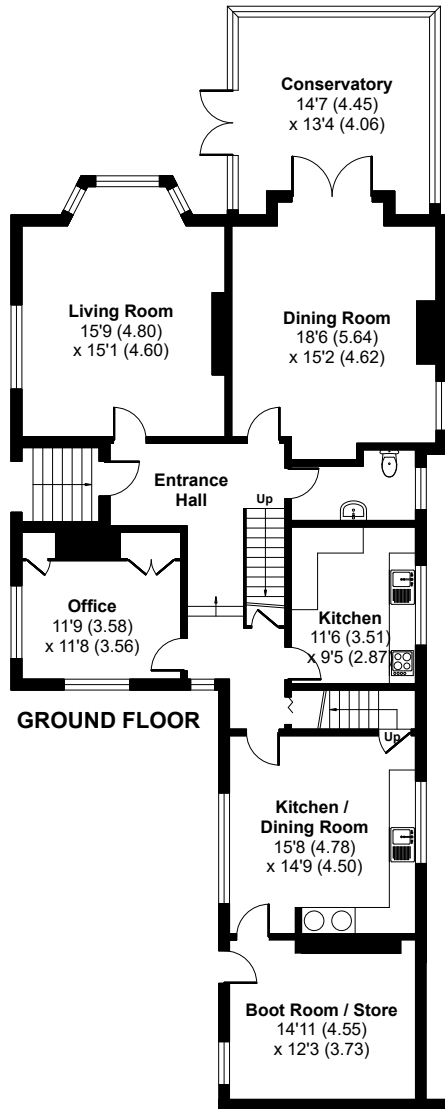 Conservatory
14'7 (4.45)
x 13'4 (4.06)
Living Room
15'9 (4.80)
x 15'1 (4.60)
Dining Room
18'6 (5.64)
x 15'2 (4.62)
Entrance
Hall
Up
Office
11'9 (3.58)
x 11'8 (3.56)
Kitchen
11'6 (3.51)
x 9'5 (2.87)
GROUND FLOOR
Up
Kitchen /
Dining Room
15'8 (4.78)
x 14'9 (4.50)
Boot Room / Store
14'11 (4.55)
x 12'3 (3.73)